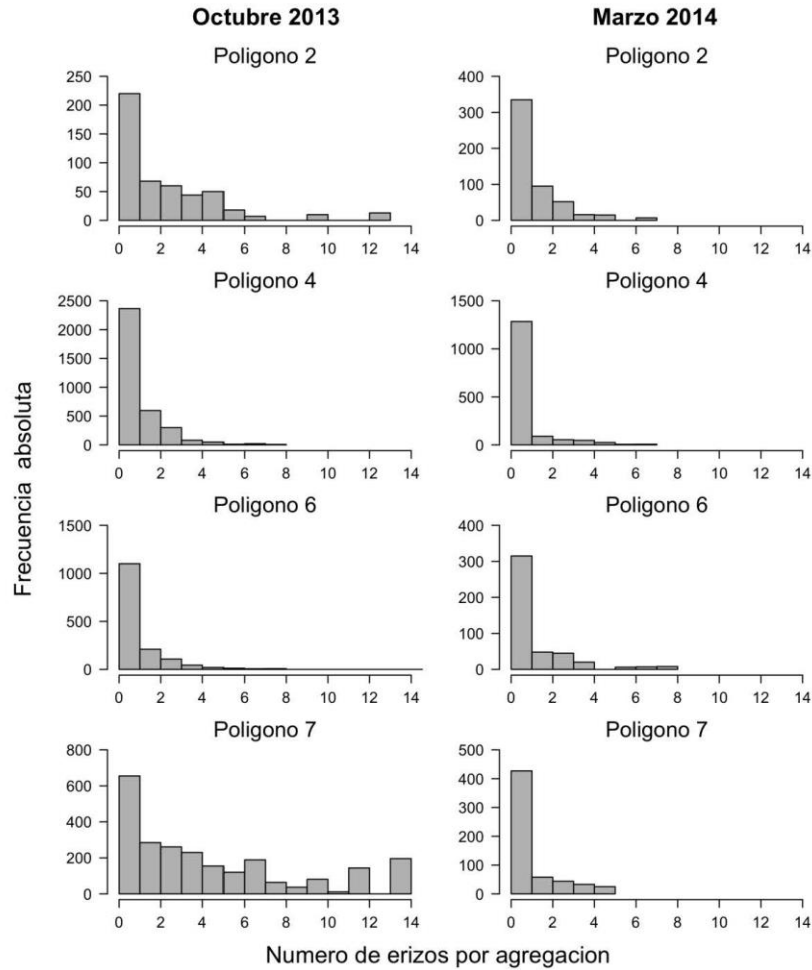 Octubre 2013
Marzo 2014
Poligono 2
Poligono 2
250
200
150
100
50
0
0 2 4 6 8 10 12 14
400
300
200
100
0
0 2 4 6 8 10 12 14
Poligono 4
Poligono 4
2500
2000
1500
1000
500
0
0 2 4 6 8 10 12 14
1500
1000
500
0
0 2 4 6 8 10 12 14
Poligono 6
Poligono 6
1500
1000
500
0
0 2 4 6 8 10 12 14
400
300
200
100
0
0 2 4 6 8 10 12 14
Poligono 7
Poligono 7
800
600
400
200
0
0 2 4 6 8 10 12 14
500
400
300
200
100
0
0 2 4 6 8 10 12 14
Frecuencia absoluta
Numero de erizos por agregacion